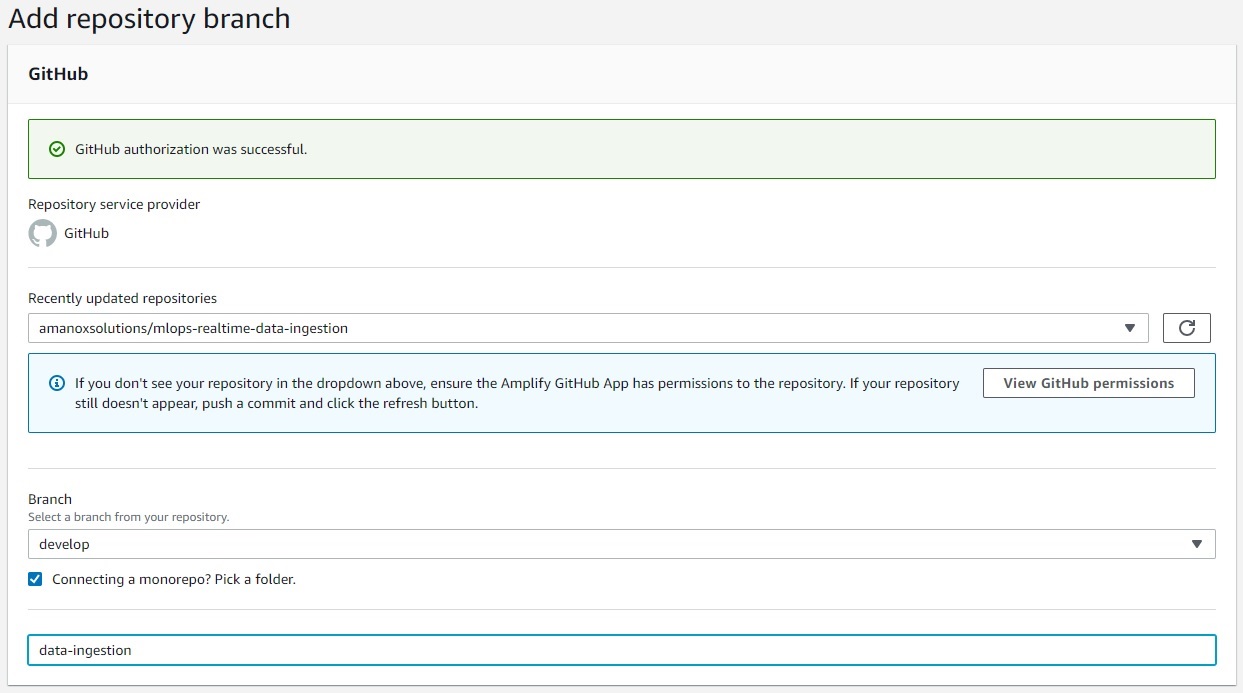 Add repository branch
GitHub
GitHub authorization was successful.
Repository service provider
GitHub
Recently updated repositories
amanoxsolutions/mlops-realtime-data-ingestion
If you don't see your repository in the dropdown above, ensure the Amplify GitHub App has permissions to the repository. If your repository
still doesn't appear, push a commit and click the refresh button.
View GitHub permissions
Branch
Select a branch from your repository.
develop
Connecting a monorepo? Pick a folder.
data-ingestion